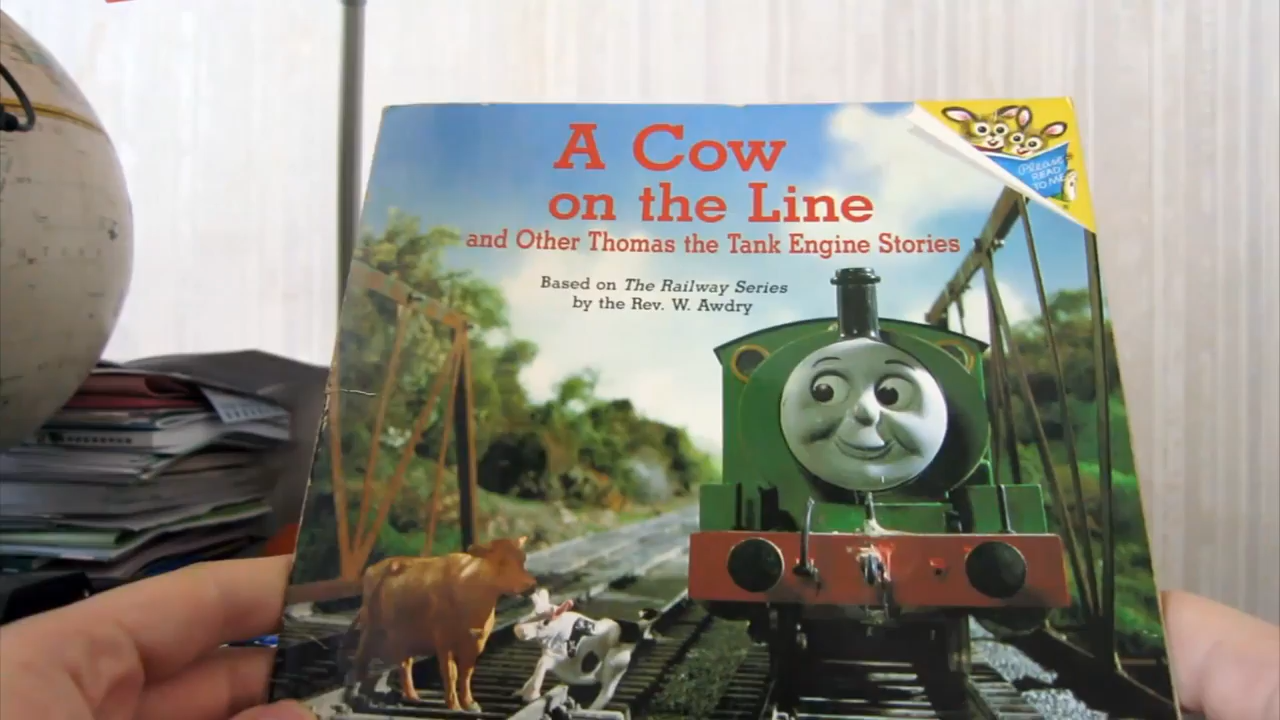 A Cow
on the Line
and Other Thomas the Tank Engine Stories
Based on The Railway Series
by the Rev. W. Awdry
Please
READ
TO ME